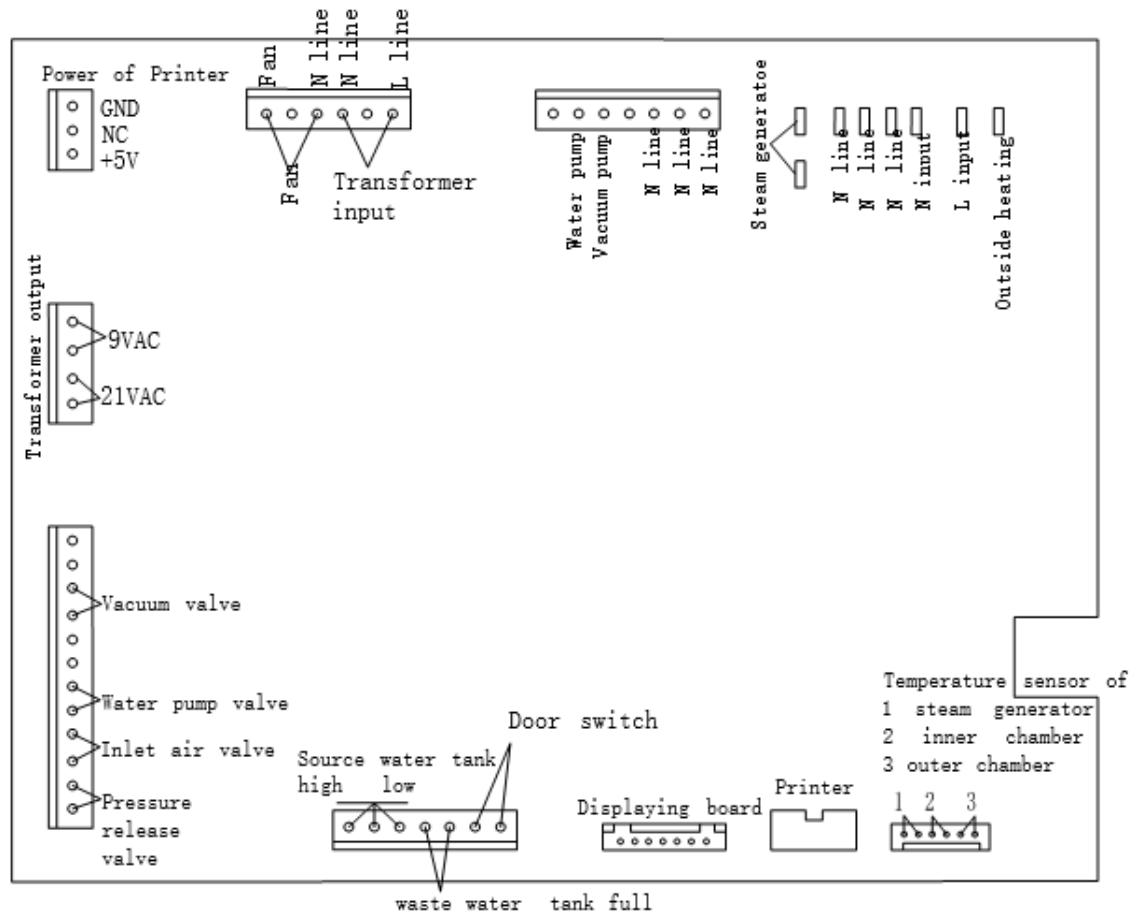 Power of Printer
GND
NC
+5V
Fan
N line
N line
L line
Fan
Transformer
input
Water pump
Vacuum pump
N line
N line
N line
Steam generatoe
N line
N line
N line
N input
L input
Outside heating
Transformer output
9VAC
21VAC
Vacuum valve
Water pump valve
Inlet air valve
Pressure
release
valve
Source water tank
high low
Door switch
waste water tank full
Displaying board
Printer
Temperature sensor of
1 steam generator
2 inner chamber
3 outer chamber
1 2 3